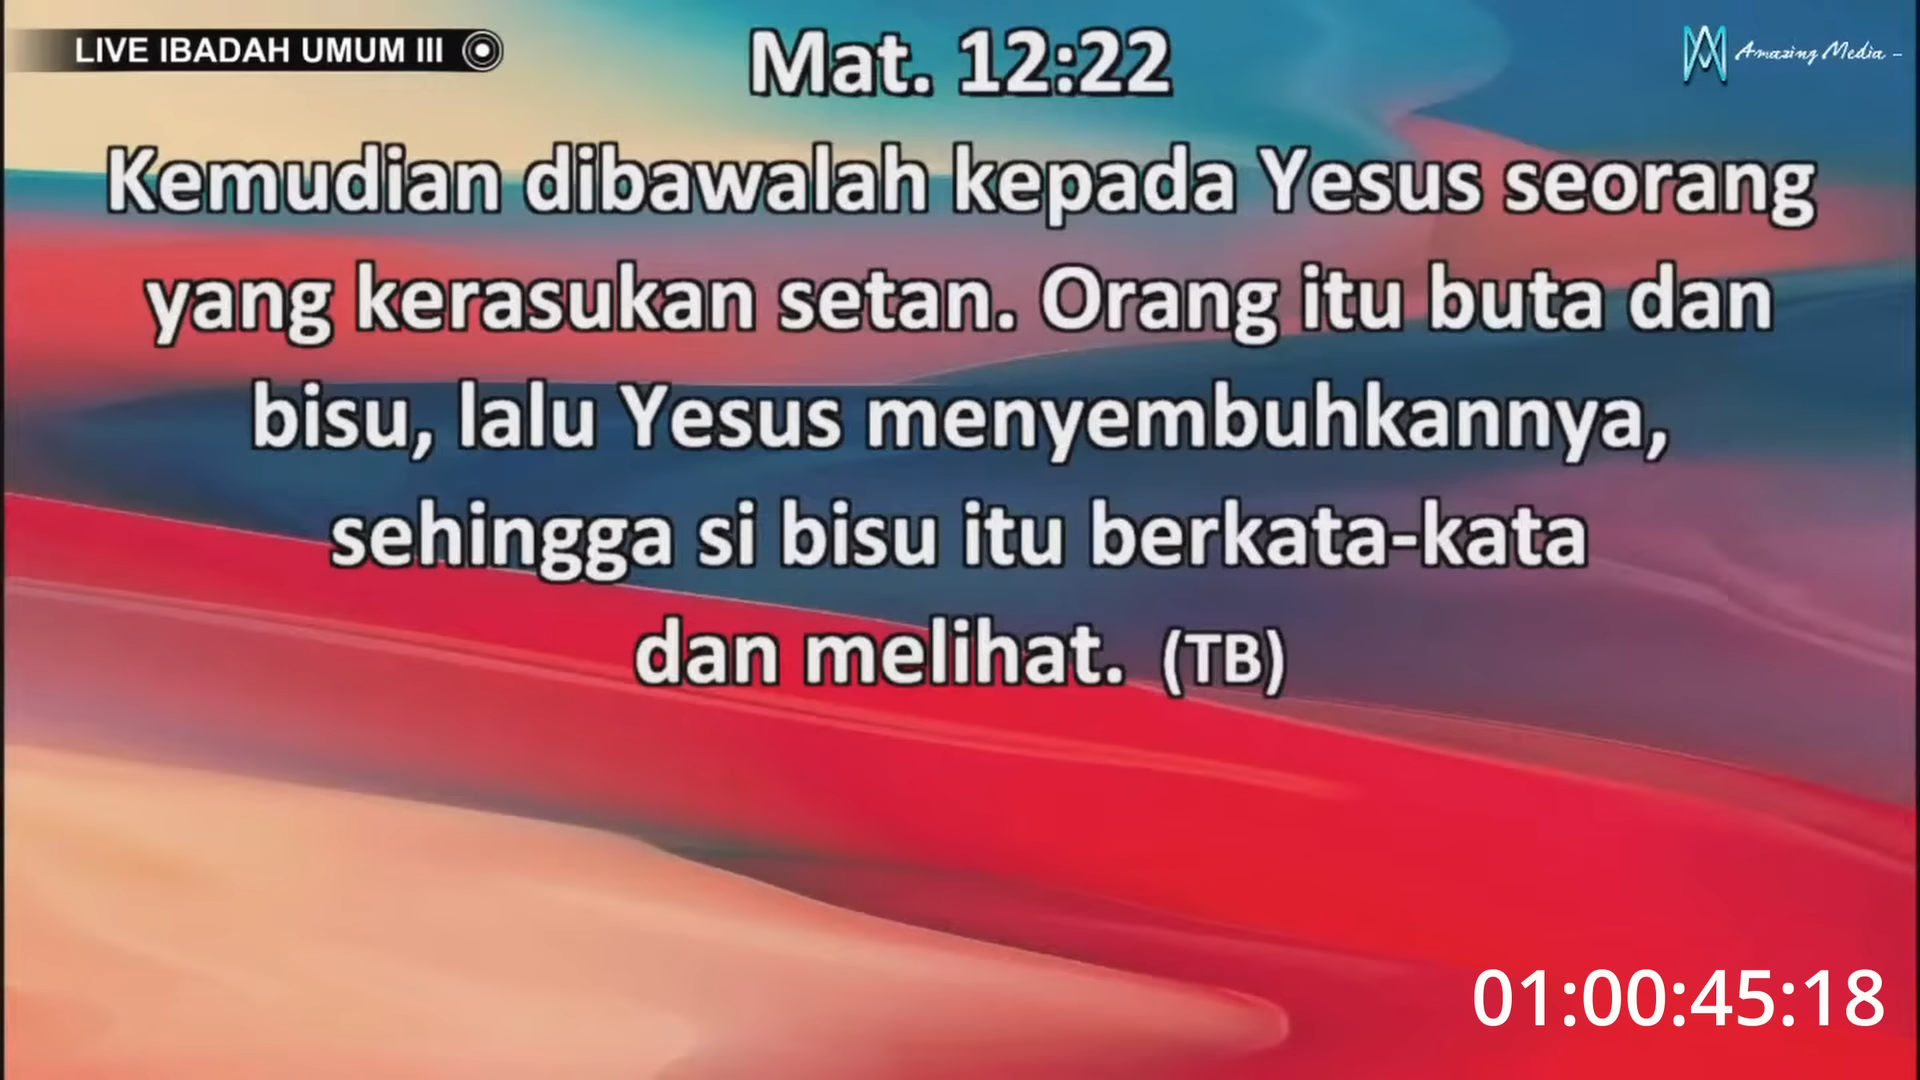 LIVE IBADAH UMUM III
Mat. 12:22
Amazing Media -
Kemudian dibawalah kepada Yesus seorang
yang kerasukan setan. Orang itu buta dan
bisu, lalu Yesus menyembuhkannya,
sehingga si bisu itu berkata-kata
dan melihat. (TB)
01:00:45:18